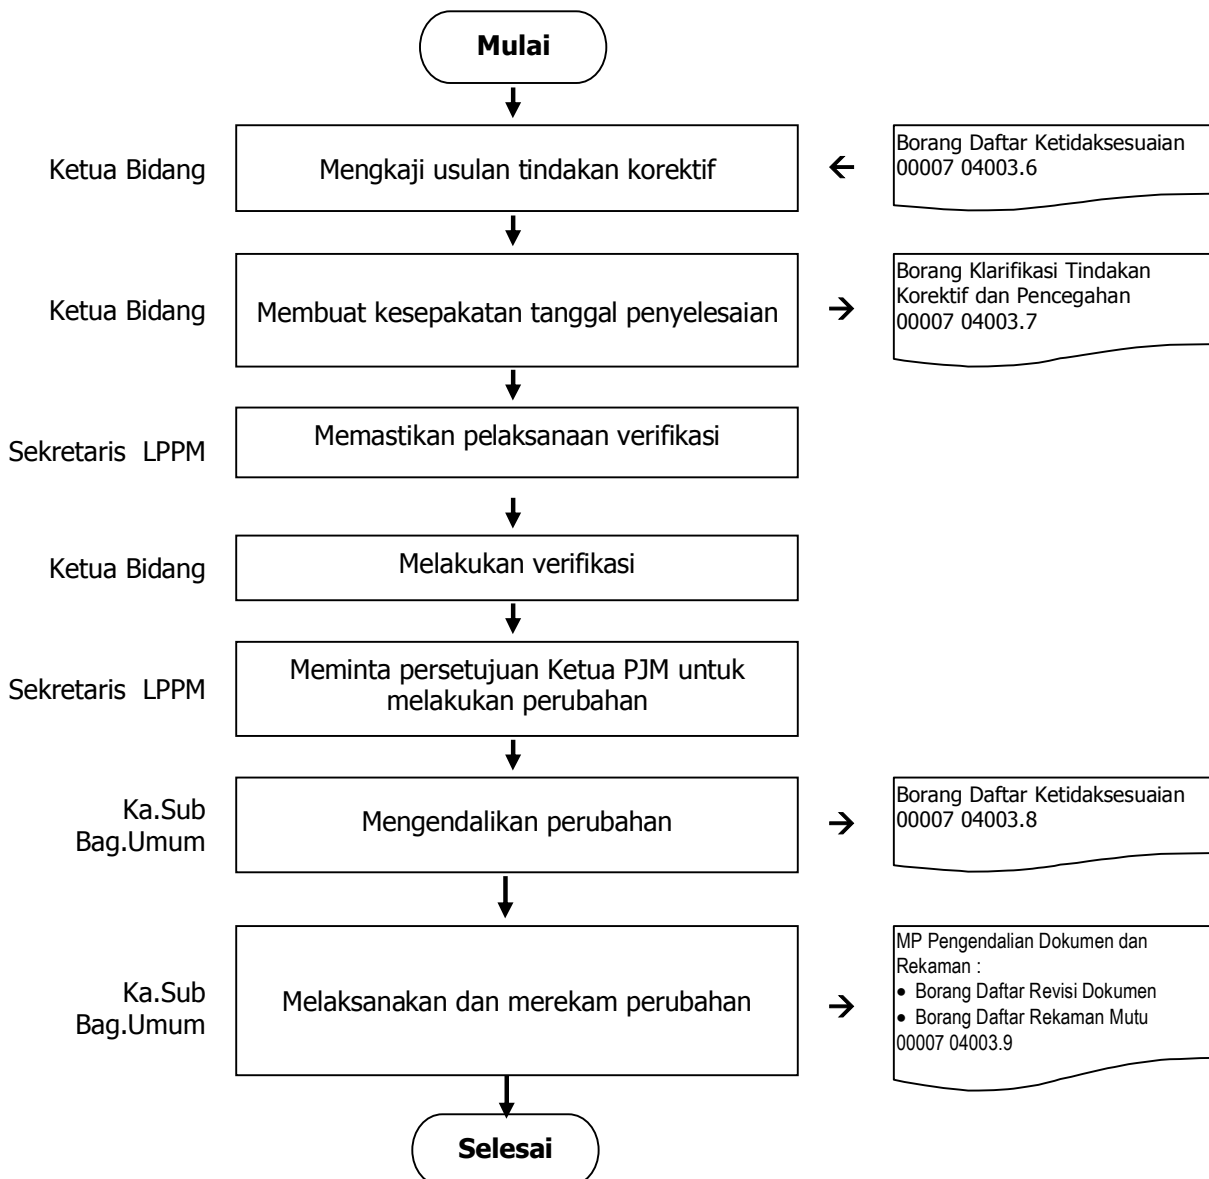 Mulai
Ketua Bidang
Mengkaji usulan tindakan korektif
Borang Daftar Ketidaksesuaian
00007 04003.6
Ketua Bidang
Membuat kesepakatan tanggal penyelesaian
Borang Klarifikasi Tindakan
Korektif dan Pencegahan
00007 04003.7
Sekretaris LPPM
Memastikan pelaksanaan verifikasi
Ketua Bidang
Melakukan verifikasi
Sekretaris LPPM
Meminta persetujuan Ketua PJM untuk
melakukan perubahan
Ka.Sub
Bag.Umum
Mengendalikan perubahan
Borang Daftar Ketidaksesuaian
00007 04003.8
Ka.Sub
Bag.Umum
Melaksanakan dan merekam perubahan
MP Pengendalian Dokumen dan
Rekaman :
• Borang Daftar Revisi Dokumen
• Borang Daftar Rekaman Mutu
00007 04003.9
Selesai